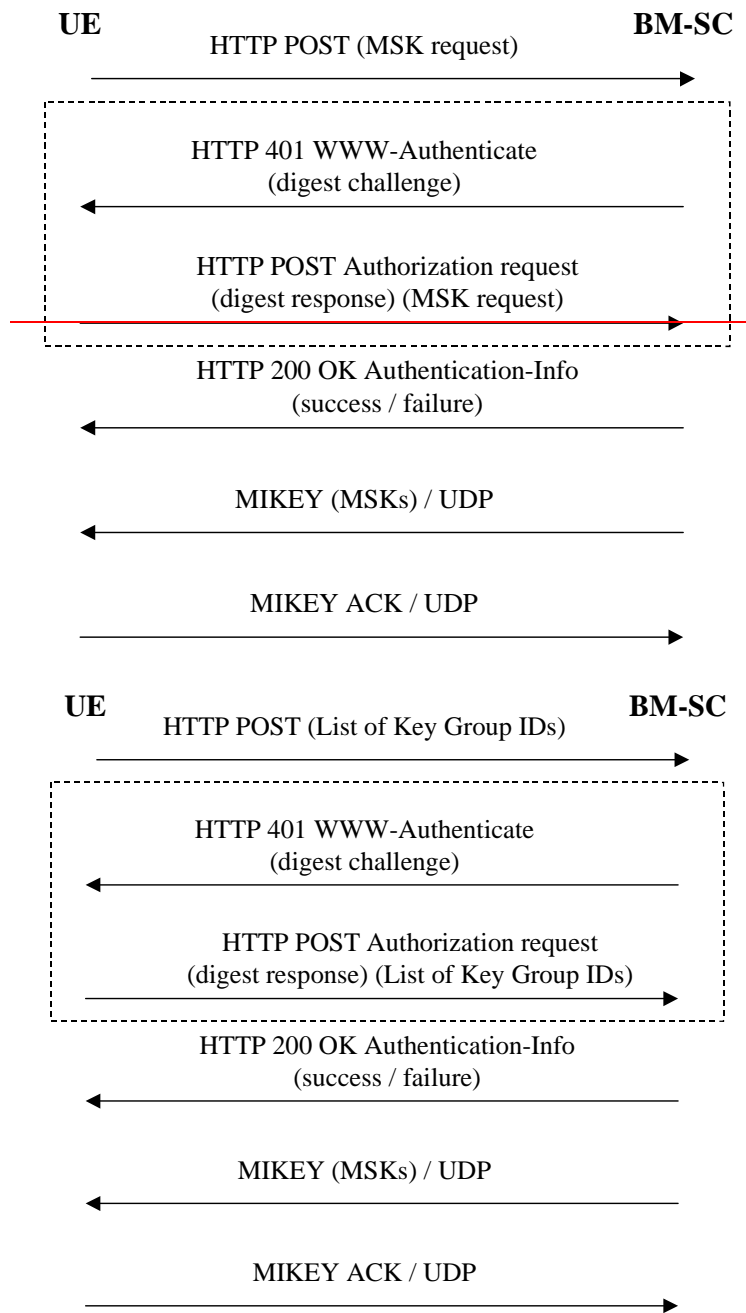 UE BM-SC
HTTP POST (MSK request)
HTTP 401 WWW-Authenticate
(digest challenge)
HTTP POST Authorization request
(digest response) (MSK request)
HTTP 200 OK Authentication-Info
(success / failure)
MIKEY (MSKs) / UDP
MIKEY ACK / UDP
UE BM-SC
HTTP POST (List of Key Group IDs)
HTTP 401 WWW-Authenticate
(digest challenge)
HTTP POST Authorization request
(digest response) (List of Key Group IDs)
HTTP 200 OK Authentication-Info
(success / failure)
MIKEY (MSKs) / UDP
MIKEY ACK / UDP